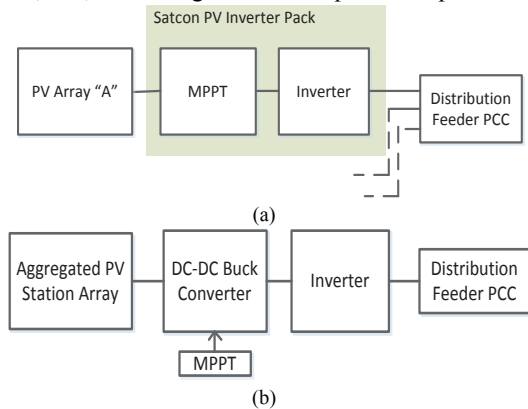 Satcon PV Inverter Pack
PV Array “A”
MPPT
Inverter
Distribution
Feeder PCC
(a)
Aggregated PV
Station Array
DC-DC Buck
Converter
Inverter
Distribution
Feeder PCC
MPPT
(b)